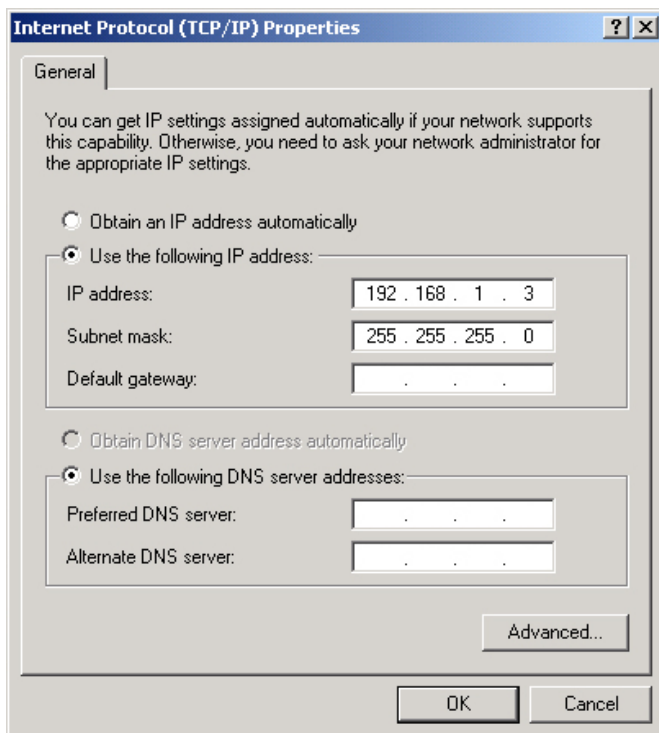 Internet Protocol (TCP/IP) Properties
General
You can get IP settings assigned automatically if your network supports
this capability. Otherwise, you need to ask your network administrator for
the appropriate IP settings.
Obtain an IP address automatically
Use the following IP address:
IP address: 192 . 168 . 1 . 3
Subnet mask: 255 . 255 . 255 . 0
Default gateway: . . .
Obtain DNS server address automatically
Use the following DNS server addresses:
Preferred DNS server: . . .
Alternate DNS server: . . .
Advanced...
OK Cancel